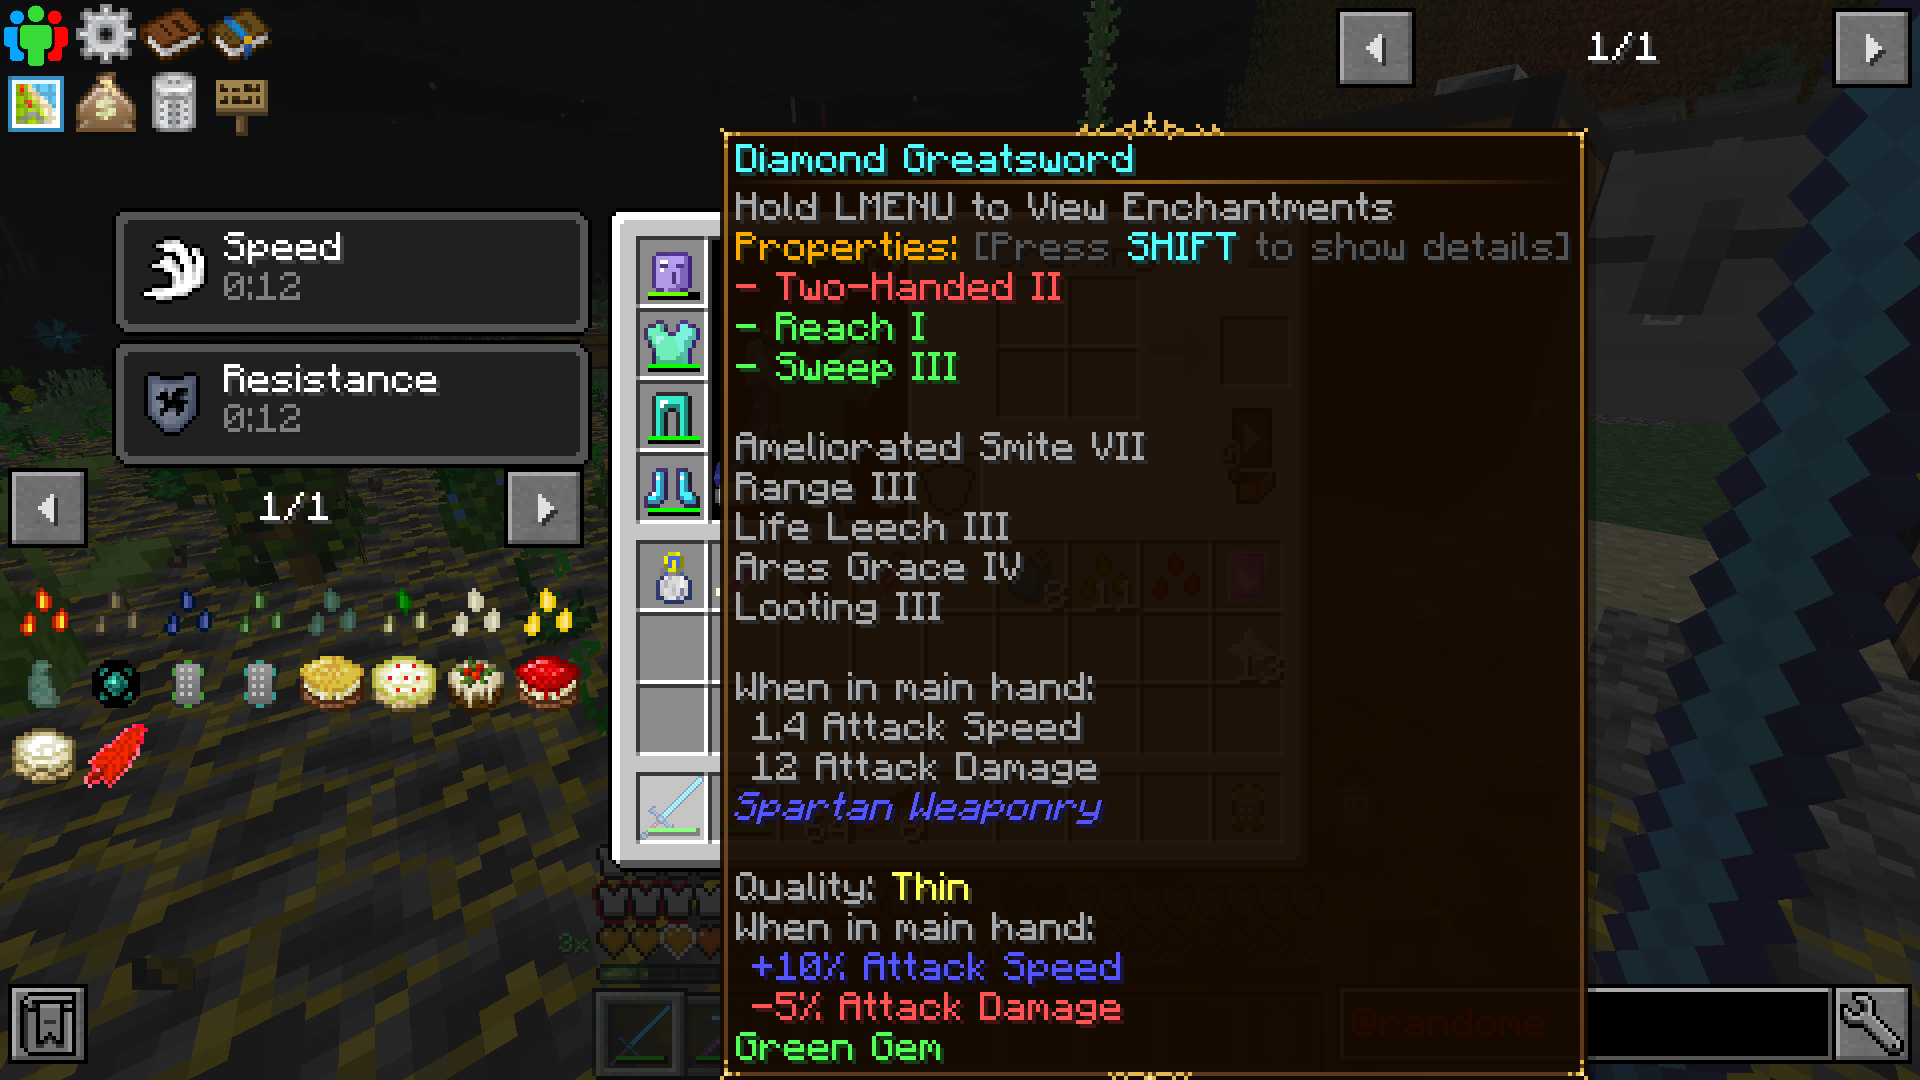 1/1
Speed
0:12
Resistance
0:12
1/1
Diamond Greatsword
Hold LMENU to View Enchantments
Properties: [Press SHIFT to show details]
- Two-Handed II
- Reach I
- Sweep III
Ameliorated Smite VII
Range III
Life Leech III
Ares Grace IV
Looting III
When in main hand:
1.4 Attack Speed
12 Attack Damage
Spartan Weaponry
Quality: Thin
When in main hand:
+10% Attack Speed
-5% Attack Damage
Green Gem
3x
@randome